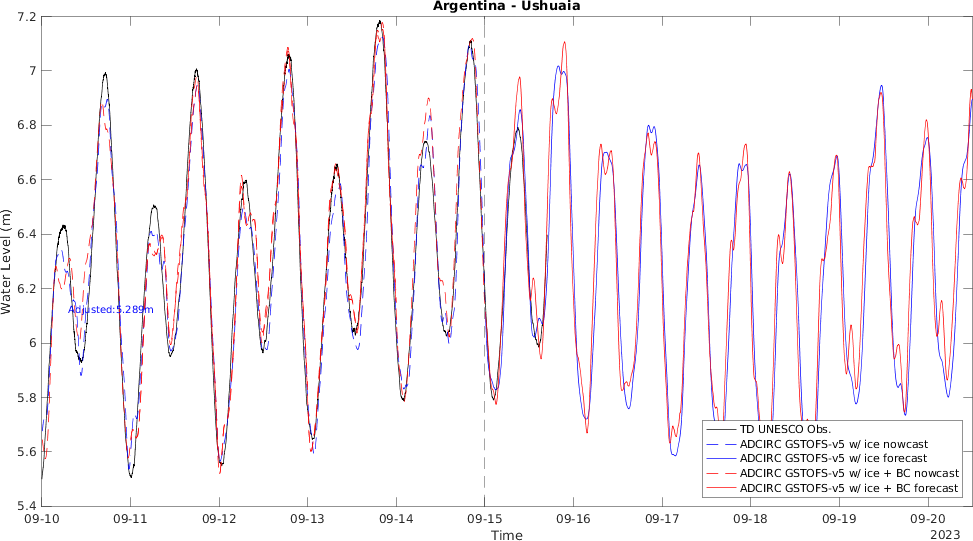 Argentina - Ushuaia
Water Level (m)
7.2
7
6.8
6.6
6.4
6.2
6
5.8
5.6
5.4
Adjusted:5.289m
TD UNESCO Obs.
ADCIRC GSTOFS-v5 w/ ice nowcast
ADCIRC GSTOFS-v5 w/ ice forecast
ADCIRC GSTOFS-v5 w/ ice + BC nowcast
ADCIRC GSTOFS-v5 w/ ice + BC forecast
09-10 09-11 09-12 09-13 09-14 09-15 09-16 09-17 09-18 09-19 09-20
Time
2023